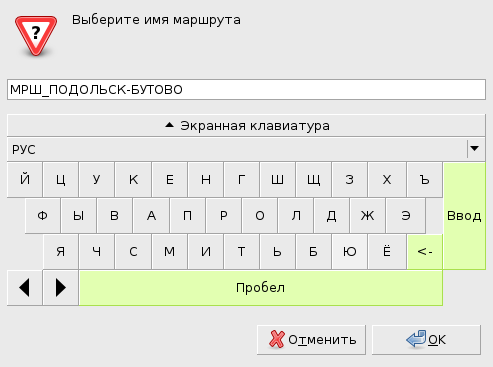 Выберите имя маршрута
?
МРШ_ПОДОЛЬСК-БУТОВО
Экранная клавиатура
РУС
Й Ц У К Е Н Г Ш Щ З Х Ъ
Ф Ы В А П Р О Л Д Ж Э
Ввод
Я Ч С М И Т Ь Б Ю Ё <-
Пробел
Отменить OK